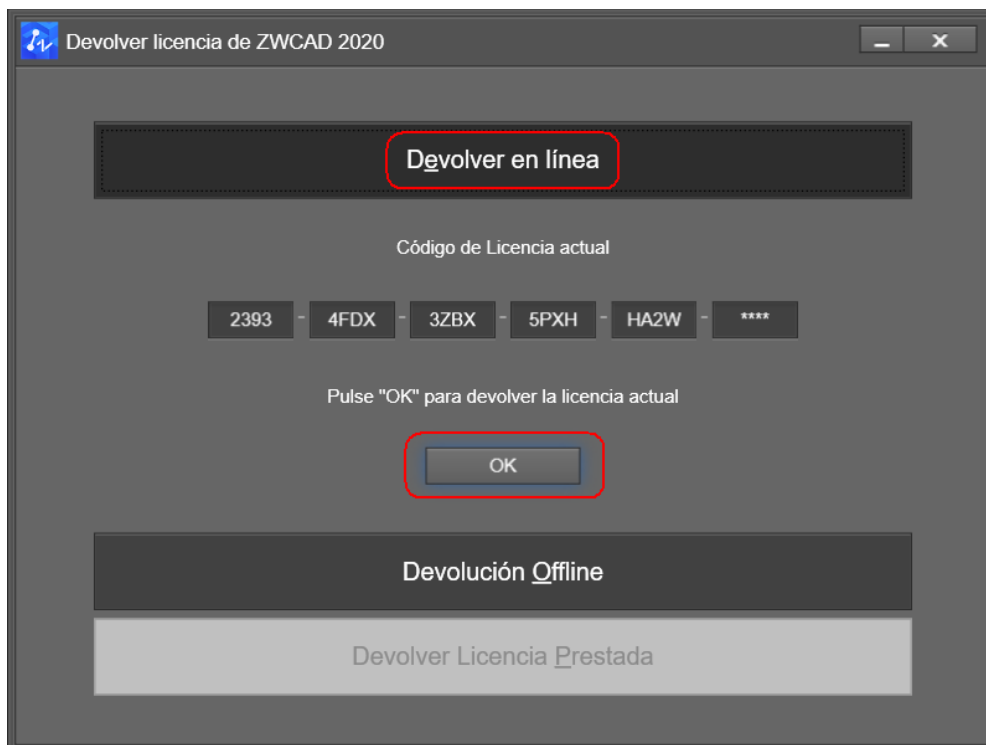 Devolver licencia de ZWCAD 2020
Devolver en línea
Código de Licencia actual
2393 - 4FDX - 3ZBX - 5PXH - HA2W - ****
Pulse "OK" para devolver la licencia actual
OK
Devolución Offline
Devolver Licencia Prestada